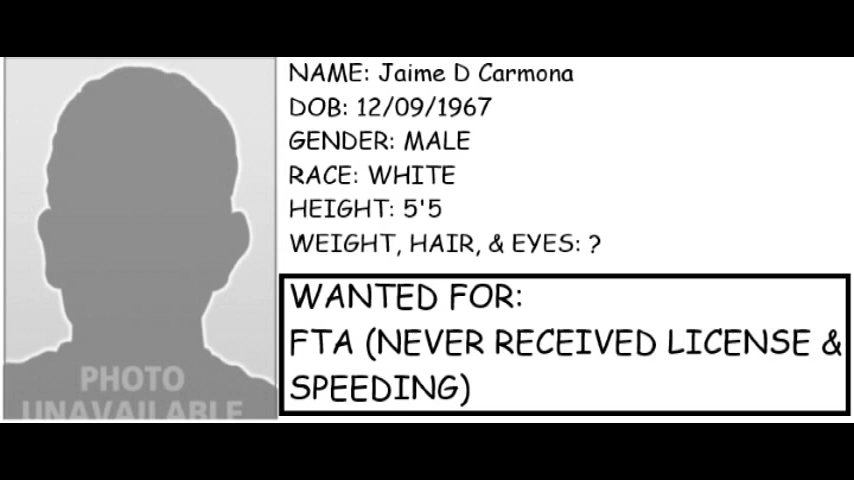 NAME: Jaime D Carmona
DOB: 12/09/1967
GENDER: MALE
RACE: WHITE
HEIGHT: 5'5
WEIGHT, HAIR, & EYES: ?
WANTED FOR:
FTA (NEVER RECEIVED LICENSE &
SPEEDING)
PHOTO
UNAVAILABLE